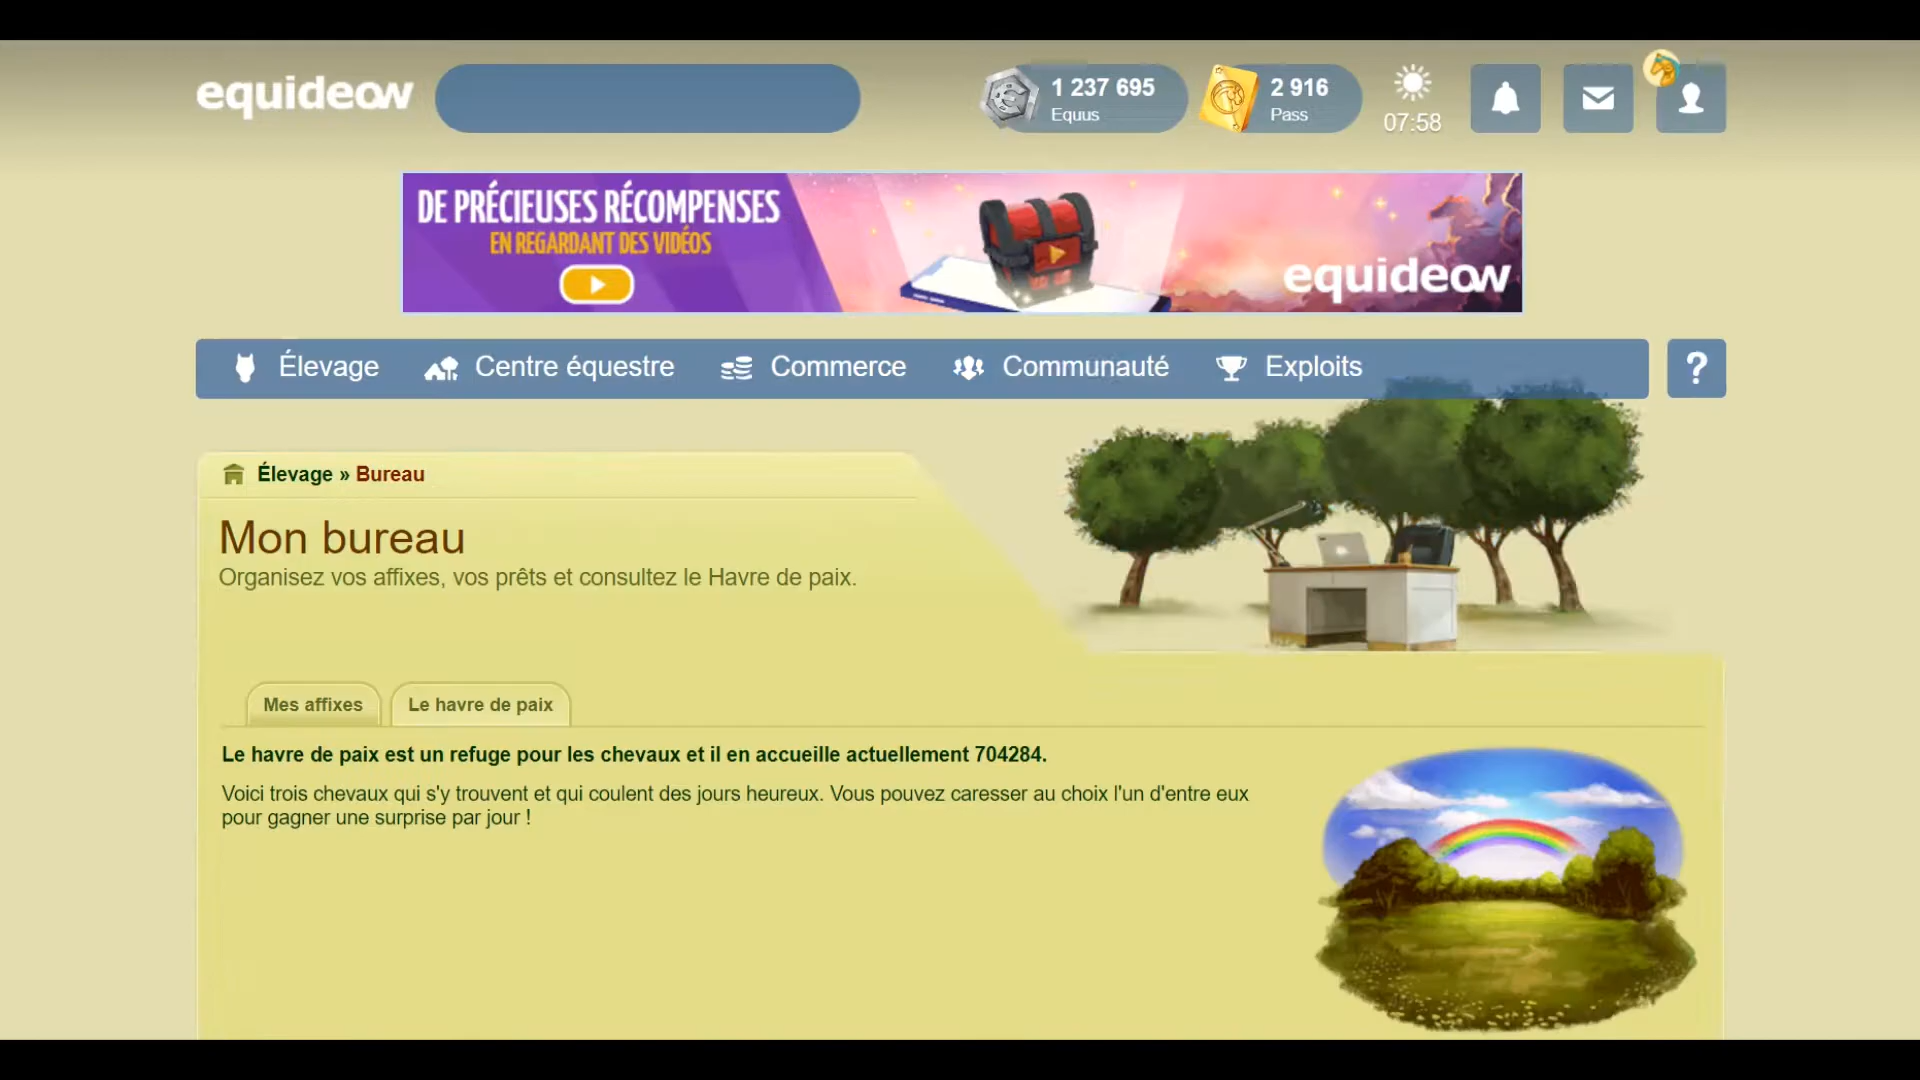 equideow
1 237 695
Equus
2 916
Pass
07:58
DE PRÉCIEUSES RÉCOMPENSES
EN REGARDANT DES VIDÉOS
equideow
Élevage
Centre équestre
Commerce
Communauté
Exploits
?
Élevage » Bureau
Mon bureau
Organisez vos affixes, vos prêts et consultez le Havre de paix.
Mes affixes
Le havre de paix
Le havre de paix est un refuge pour les chevaux et il en accueille actuellement 704284.
Voici trois chevaux qui s'y trouvent et qui coulent des jours heureux. Vous pouvez caresser au choix l'un d'entre eux
pour gagner une surprise par jour !